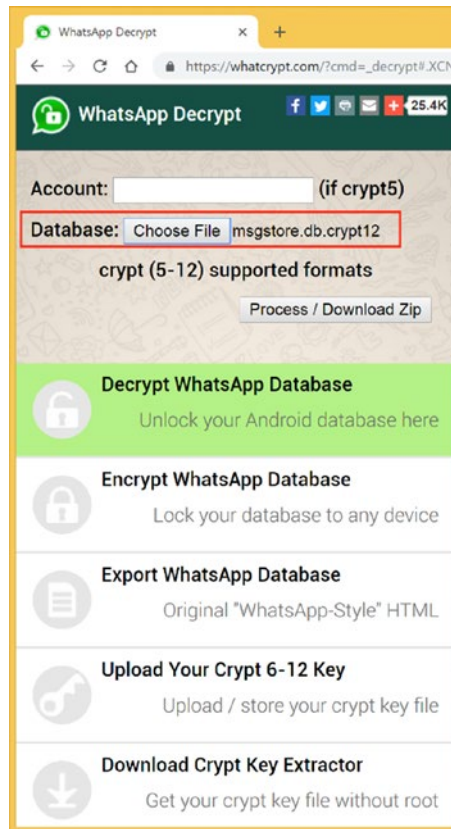 WhatsApp Decrypt
https://whatcrypt.com/?cmd=_decrypt#.XCN
WhatsApp Decrypt
25.4K
Account: (if crypt5)
Database: Choose File msgstore.db.crypt12
crypt (5-12) supported formats
Process / Download Zip
Decrypt WhatsApp Database
Unlock your Android database here
Encrypt WhatsApp Database
Lock your database to any device
Export WhatsApp Database
Original "WhatsApp-Style" HTML
Upload Your Crypt 6-12 Key
Upload / store your crypt key file
Download Crypt Key Extractor
Get your crypt key file without root